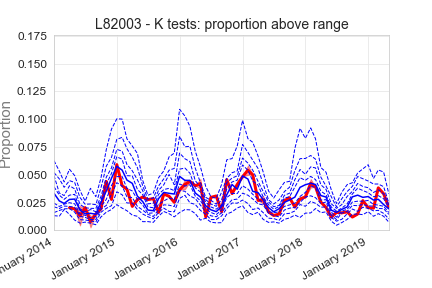 L82003 - K tests: proportion above range
0.175
0.150
0.125
0.100
0.075
0.050
0.025
0.000
Proportion
January 2015
January 2016
January 2017
January 2018
January 2019
2014